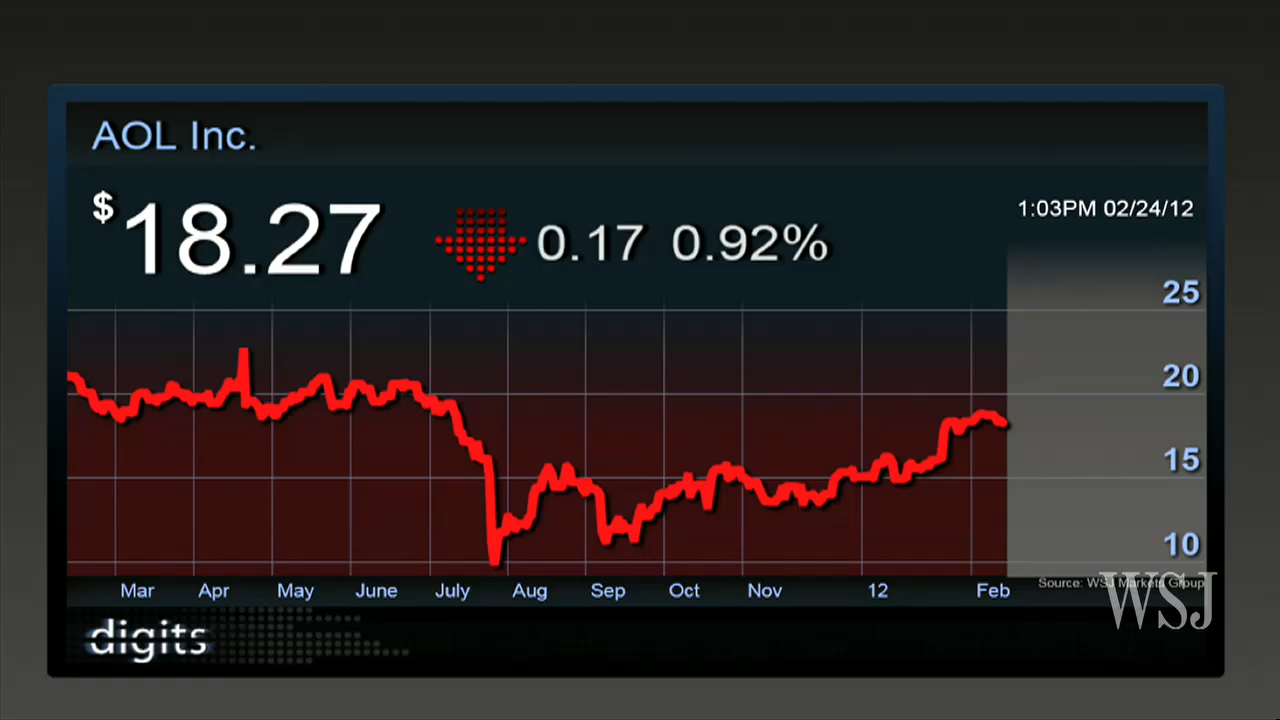 AOL Inc.
$18.27 0.17 0.92%
1:03PM 02/24/12
25
20
15
10
Mar Apr May June July Aug Sep Oct Nov 12 Feb
Source: WSJ Markets Group
WSJ
digits